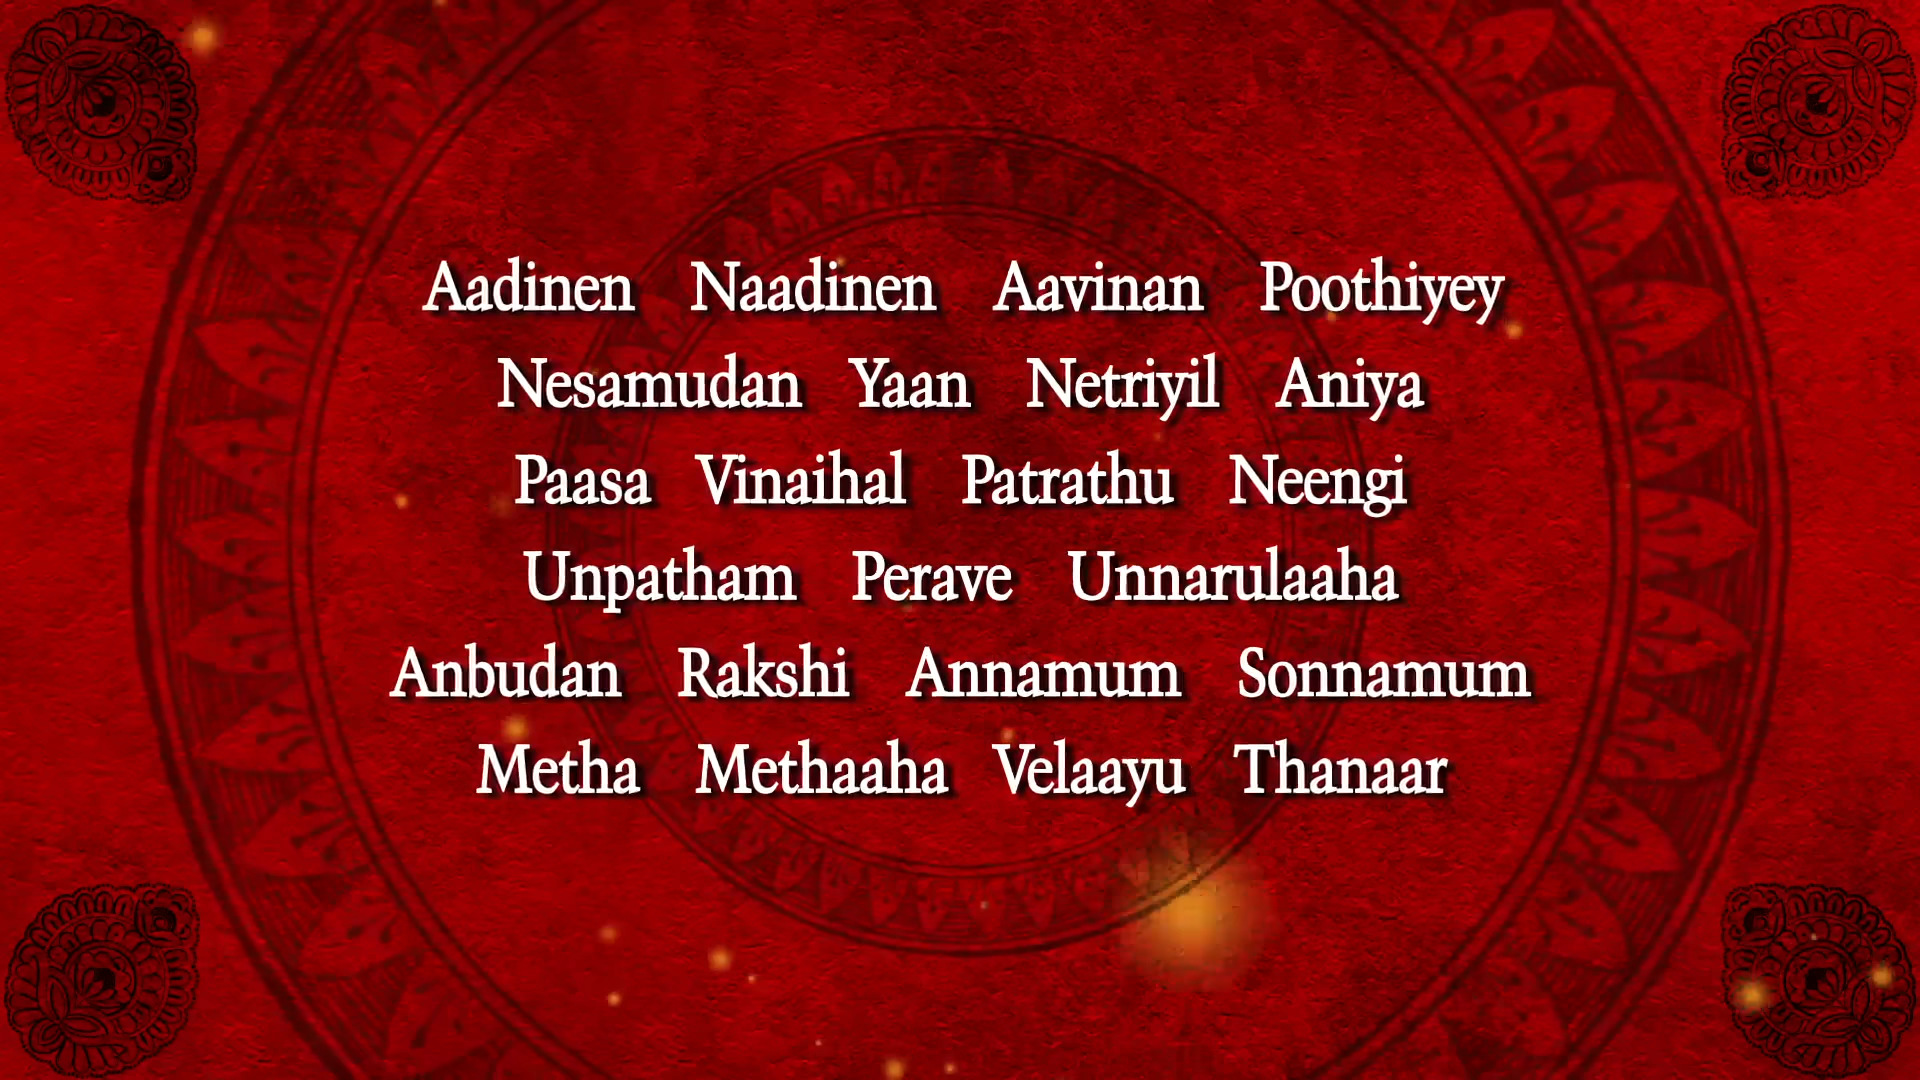 Aadinen Naadinen Aavinan Poothiyey
Nesamudan Yaan Netriyil Aniya
Paasa Vinaihal Patrathu Neengi
Unpatham Perave Unnarulaaha
Anbudan Rakshi Annamum Sonnamum
Metha Methaaha Velaayu Thanaar